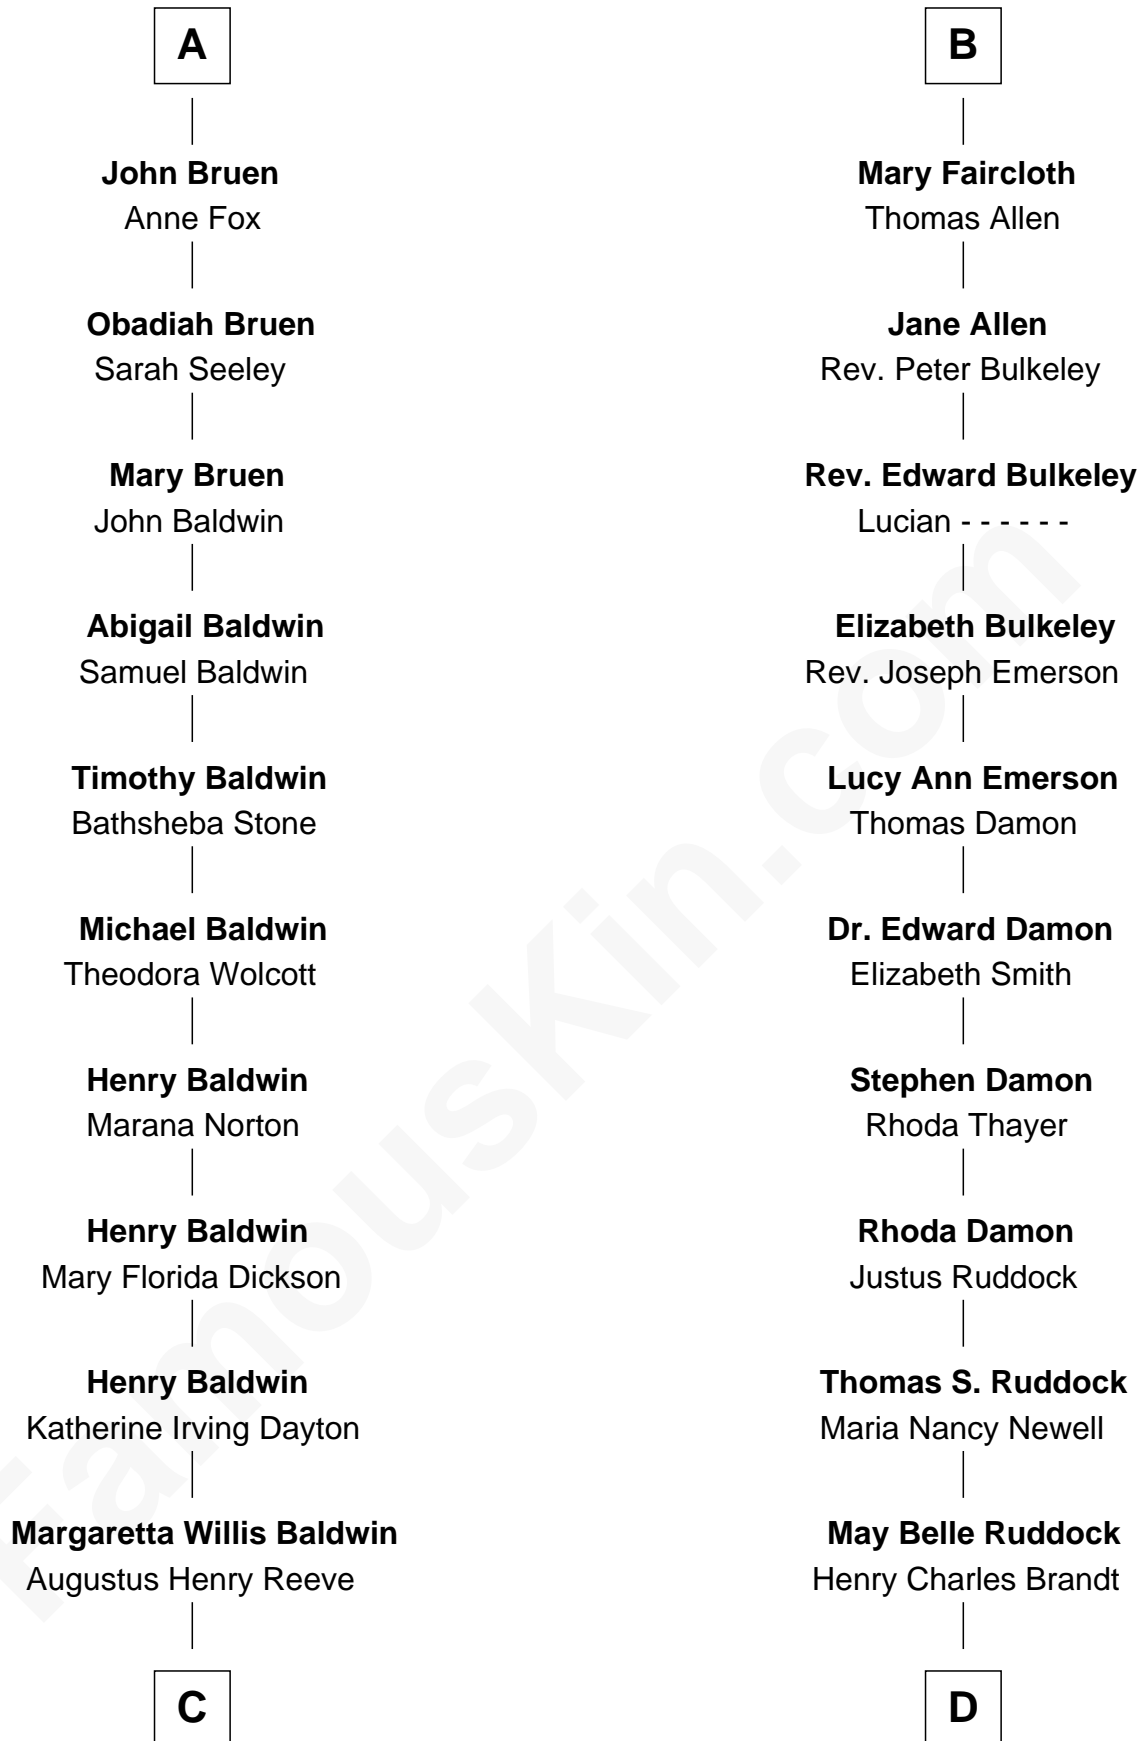 A
John Bruen
Anne Fox
Obadiah Bruen
Sarah Seeley
Mary Bruen
John Baldwin
Abigail Baldwin
Samuel Baldwin
Timothy Baldwin
Bathsheba Stone
Michael Baldwin
Theodora Wolcott
Henry Baldwin
Marana Norton
Henry Baldwin
Mary Florida Dickson
Henry Baldwin
Katherine Irving Dayton
Margaretta Willis Baldwin
Augustus Henry Reeve
C
B
Mary Faircloth
Thomas Allen
Jane Allen
Rev. Peter Bulkeley
Rev. Edward Bulkeley
Lucian - - - - - -
Elizabeth Bulkeley
Rev. Joseph Emerson
Lucy Ann Emerson
Thomas Damon
Dr. Edward Damon
Elizabeth Smith
Stephen Damon
Rhoda Thayer
Rhoda Damon
Justus Ruddock
Thomas S. Ruddock
Maria Nancy Newell
May Belle Ruddock
Henry Charles Brandt
D
FamousKin.com